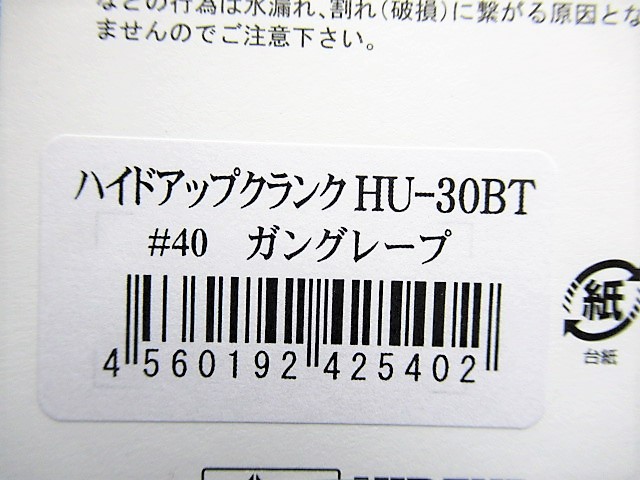 などの行為は水漏れ、割れ（破損）に繋がる原因とな
ませんのでご注意下さい。
ハイドアップクランクHU-30BT
#40 ガングレープ
4 560192 425402
紙
台紙